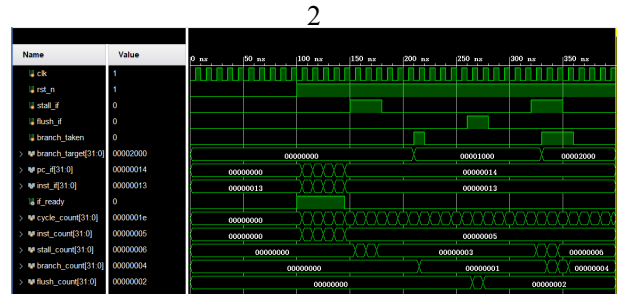 2
Name Value
0 ns 50 ns 100 ns 150 ns 200 ns 250 ns 300 ns 350 ns
clk 1
rst_n 1
stall_if 0
flush_if 0
branch_taken 0
branch_target[31:0] 00002000 00000000 00001000 00002000
pc_if[31:0] 00000014 00000000 00000014
inst_if[31:0] 00000013 00000013 00000013
if_ready 0
cycle_count[31:0] 0000001e 00000000
inst_count[31:0] 00000005 00000000 00000005
stall_count[31:0] 00000006 00000000 00000003 00000006
branch_count[31:0] 00000004 00000000 00000001 00000004
flush_count[31:0] 00000002 00000000 00000002